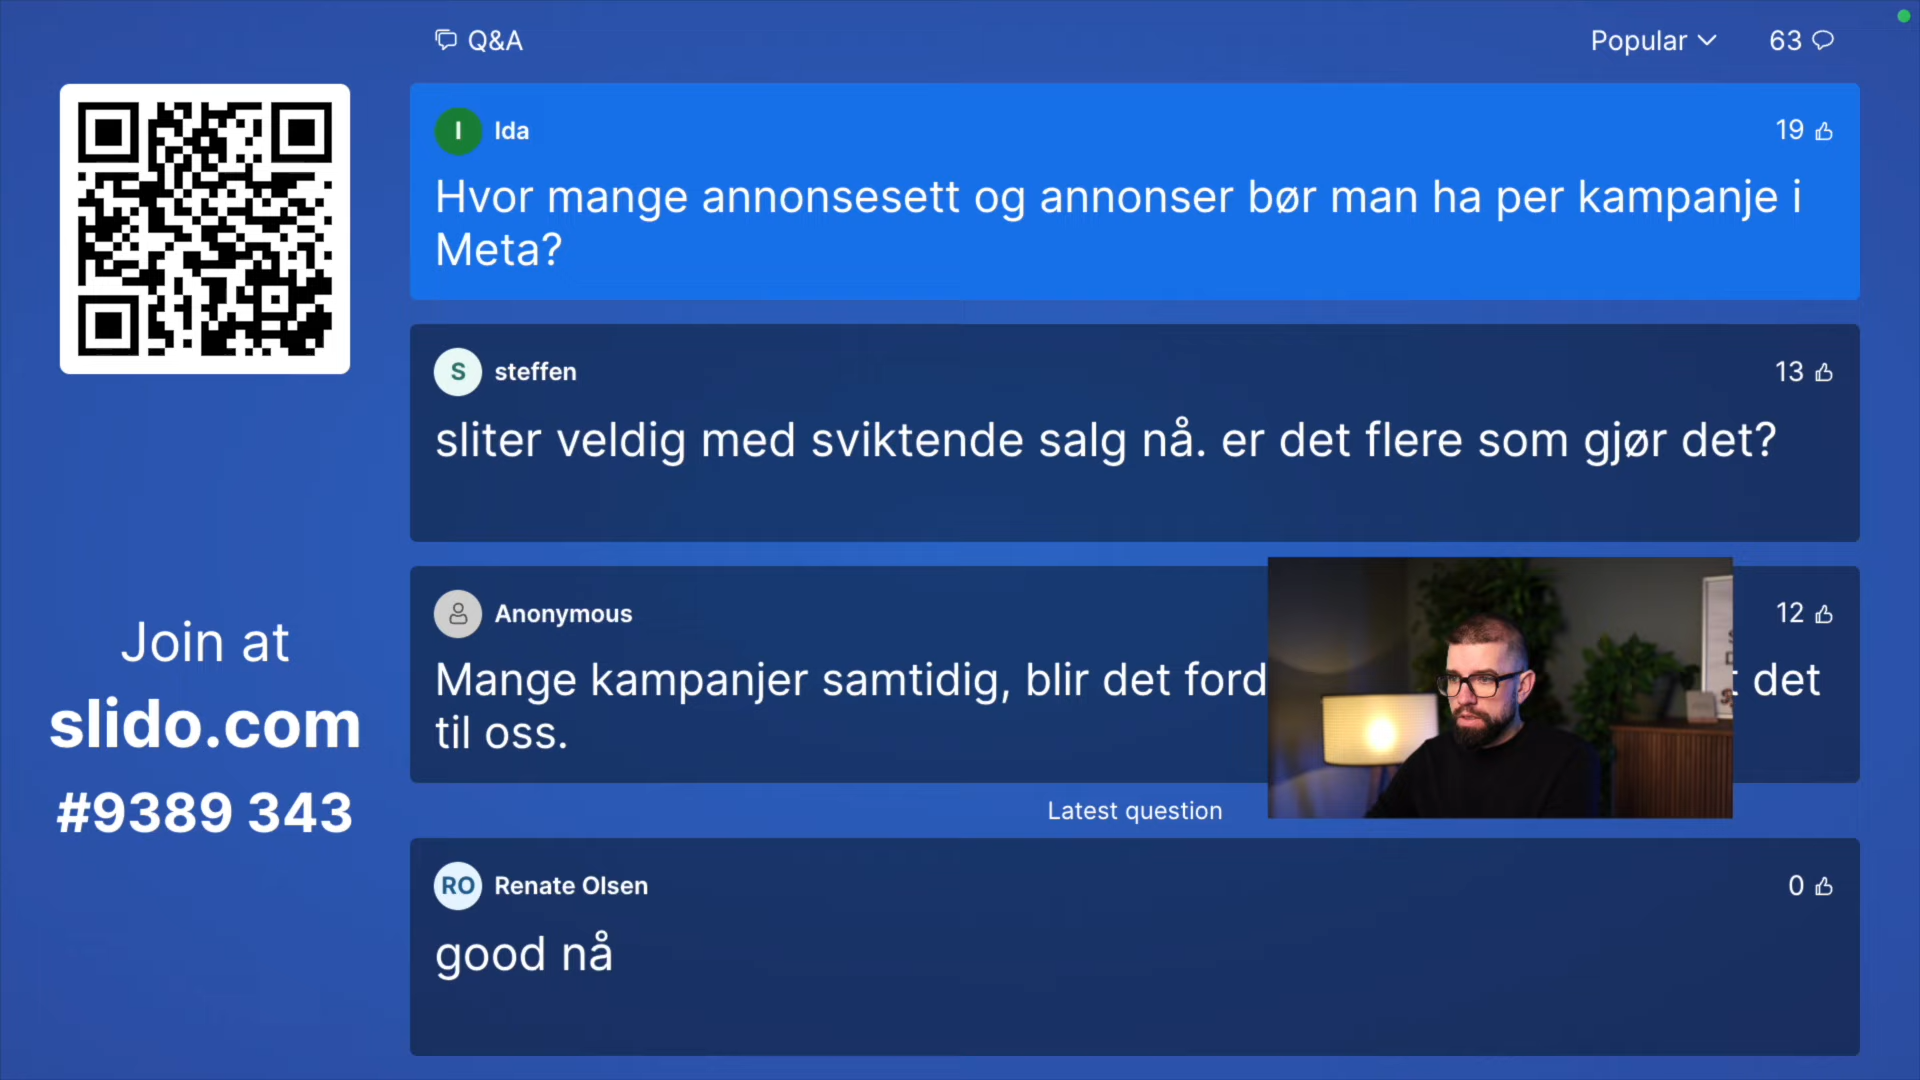 Q&A
Popular
63
I
Ida
19
Hvor mange annonsesett og annonser bør man ha per kampanje i
Meta?
S
steffen
13
sliter veldig med sviktende salg nå. er det flere som gjør det?
Anonymous
12
Mange kampanjer samtidig, blir det det
til oss.
Latest question
RO
Renate Olsen
0
good nå
Join at
slido.com
#9389 343